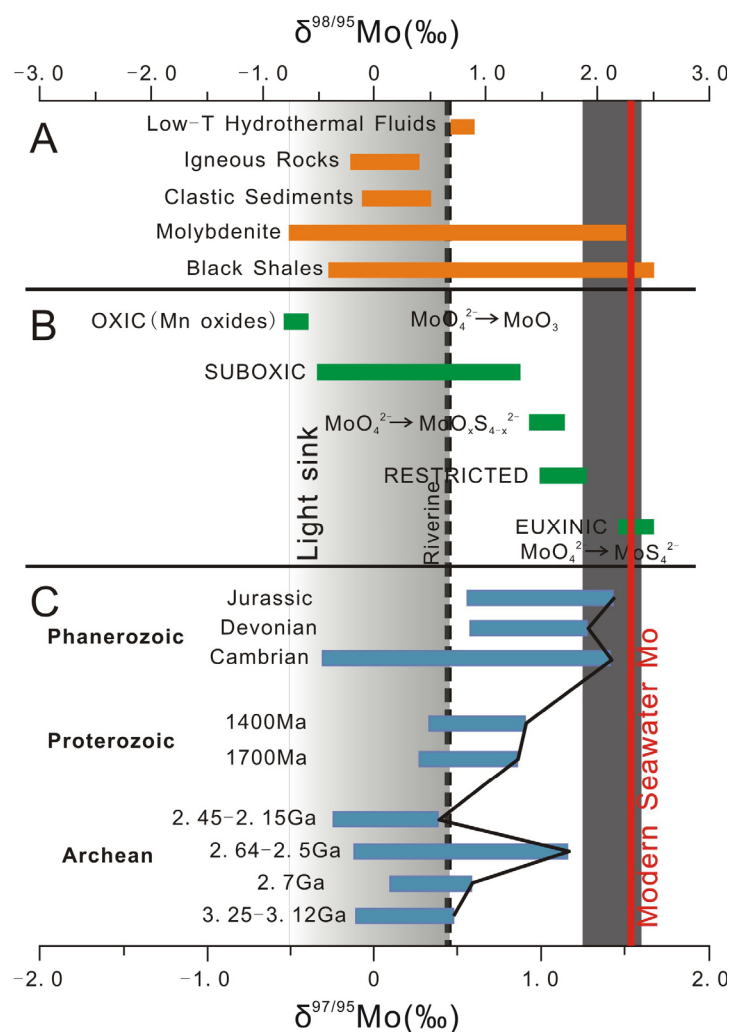 δ⁹⁸/⁹⁵Mo(‰)
−3.0 −2.0 −1.0 0 1.0 2.0 3.0
A
Low−T Hydrothermal Fluids
Igneous Rocks
Clastic Sediments
Molybdenite
Black Shales
B
OXIC(Mn oxides) MoO₄²⁻→MoO₃
SUBOXIC
MoO₄²⁻→MoOₓS₄₋ₓ²⁻
RESTRICTED
EUXINIC
MoO₄²⁻→MoS₄²⁻
Light sink
Riverine
C
Jurassic
Phanerozoic
Devonian
Cambrian
1400Ma
Proterozoic
1700Ma
2.45−2.15Ga
Archean
2.64−2.5Ga
2.7Ga
3.25−3.12Ga
Modern Seawater Mo
−2.0 −1.0 0 1.0 2.0
δ⁹⁷/⁹⁵Mo(‰)